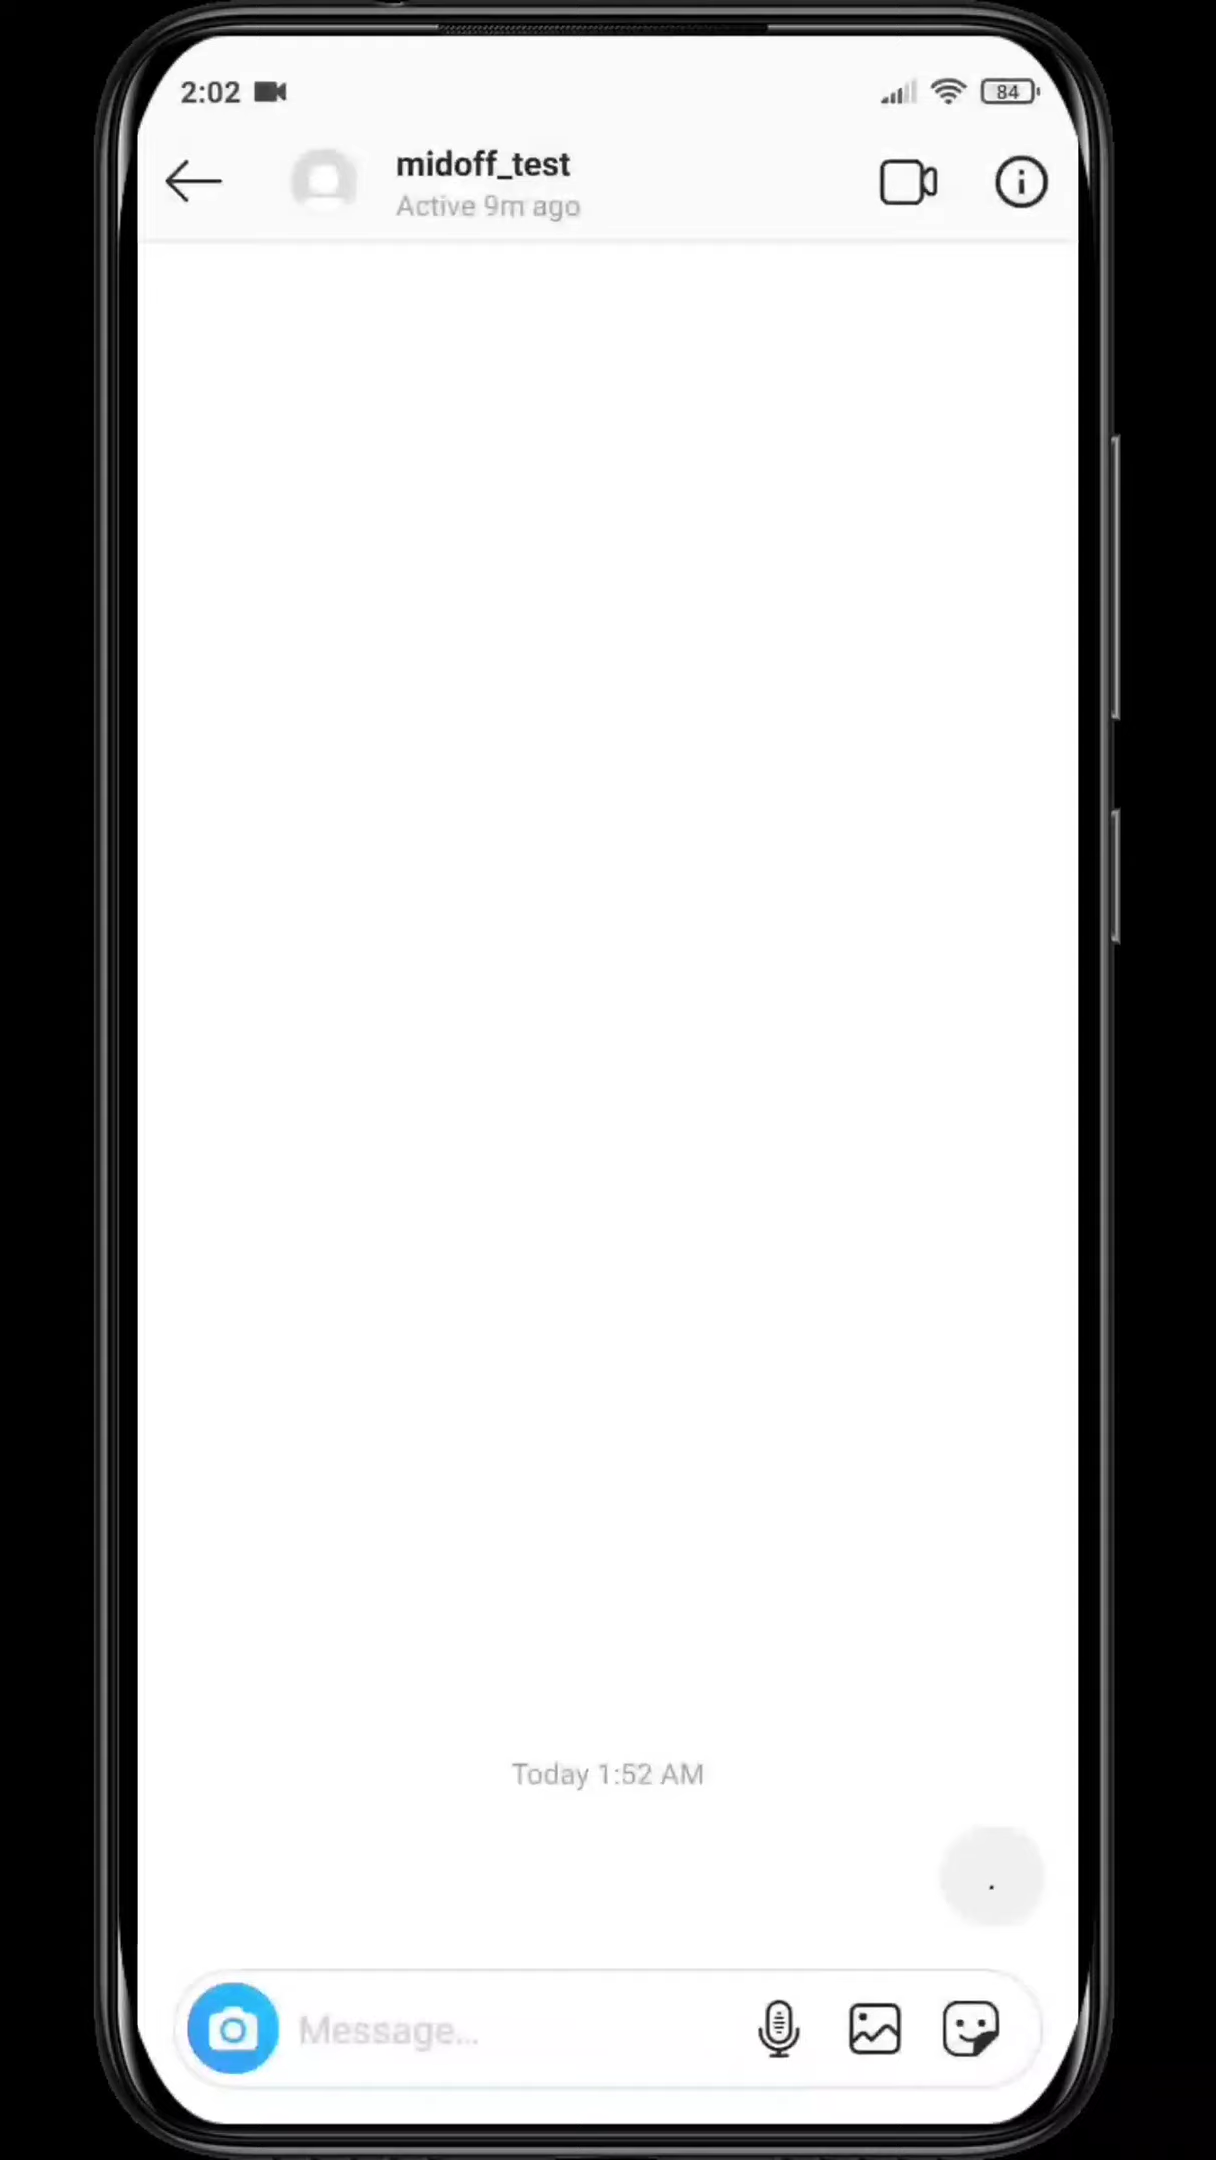 2:02
84
midoff_test
Active 9m ago
Today 1:52 AM
.
Message...